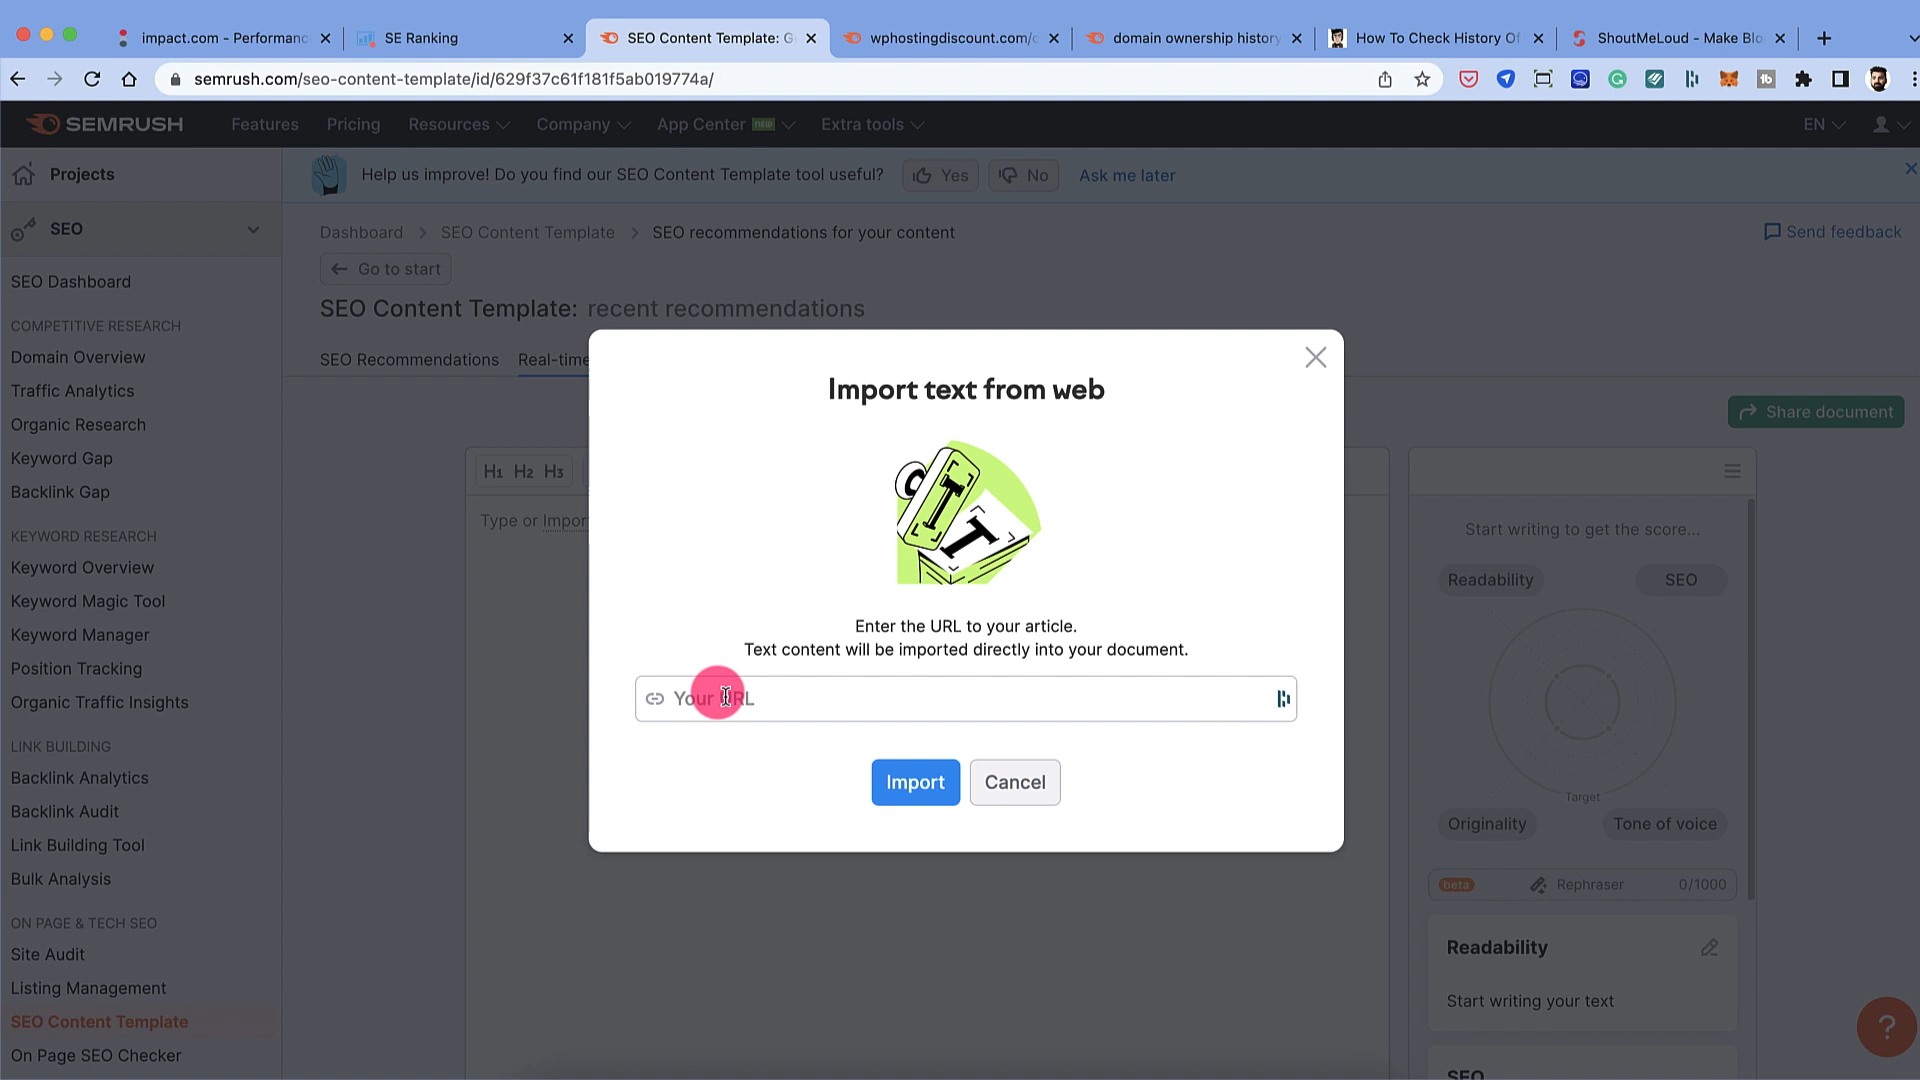 impact.com - Performanc
SE Ranking
SEO Content Template: G
wphostingdiscount.com/c
domain ownership history
How To Check History Of
ShoutMeLoud - Make Blo
semrush.com/seo-content-template/id/629f37c61f181f5ab019774a/
SEMRUSH
Features
Pricing
Resources
Company
App Center new
Extra tools
EN
Projects
Help us improve! Do you find our SEO Content Template tool useful?
Yes
No
Ask me later
SEO
Dashboard > SEO Content Template > SEO recommendations for your content
Send feedback
Go to start
SEO Dashboard
SEO Content Template: recent recommendations
COMPETITIVE RESEARCH
Domain Overview
Traffic Analytics
Organic Research
Keyword Gap
Backlink Gap
KEYWORD RESEARCH
Keyword Overview
Keyword Magic Tool
Keyword Manager
Position Tracking
Organic Traffic Insights
LINK BUILDING
Backlink Analytics
Backlink Audit
Link Building Tool
Bulk Analysis
ON PAGE & TECH SEO
Site Audit
Listing Management
SEO Content Template
On Page SEO Checker
SEO Recommendations
Real-time
Share document
H1 H2 H3
Type or Impor
Import text from web
Enter the URL to your article.
Text content will be imported directly into your document.
Your URL
Import
Cancel
Start writing to get the score...
Readability
SEO
Target
Originality
Tone of voice
beta
Rephraser
0/1000
Readability
Start writing your text
SEO
?